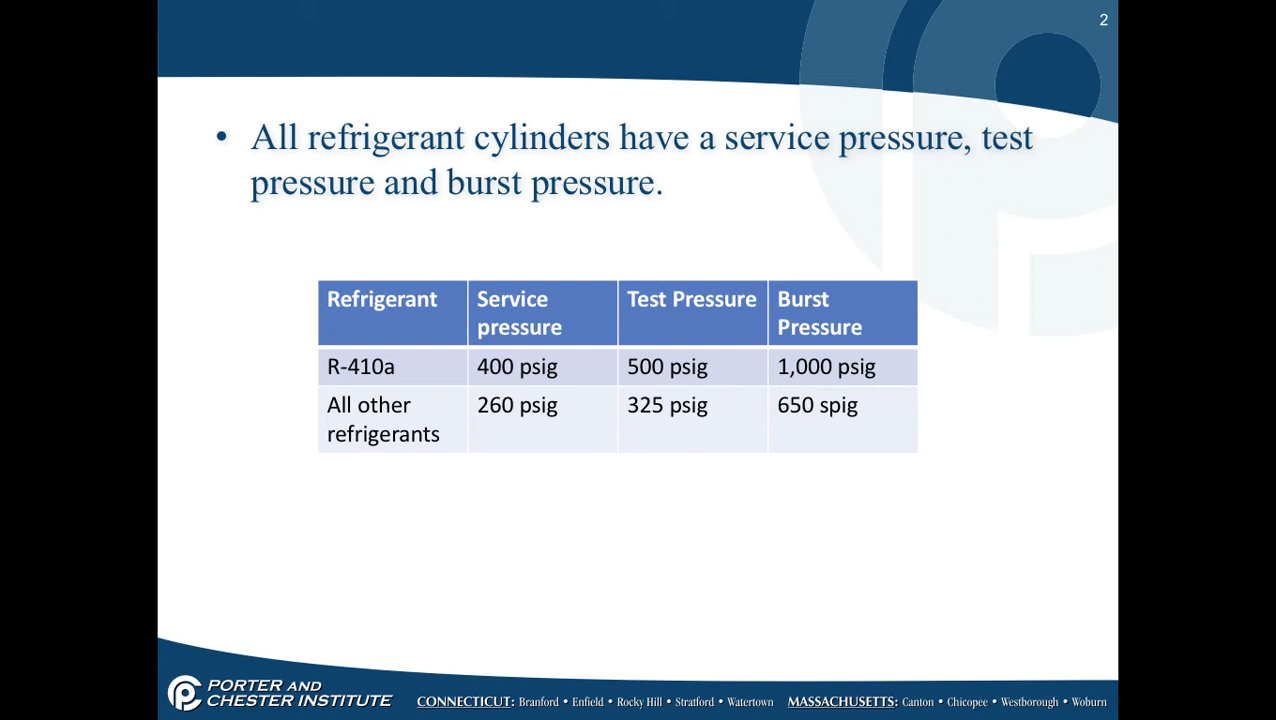 2
• All refrigerant cylinders have a service pressure, test
pressure and burst pressure.
Refrigerant Service pressure Test Pressure Burst Pressure
R-410a 400 psig 500 psig 1,000 psig
All other refrigerants 260 psig 325 psig 650 spig
PORTER AND
CHESTER INSTITUTE
CONNECTICUT: Branford • Enfield • Rocky Hill • Stratford • Watertown MASSACHUSETTS: Canton • Chicopee • Westborough • Woburn